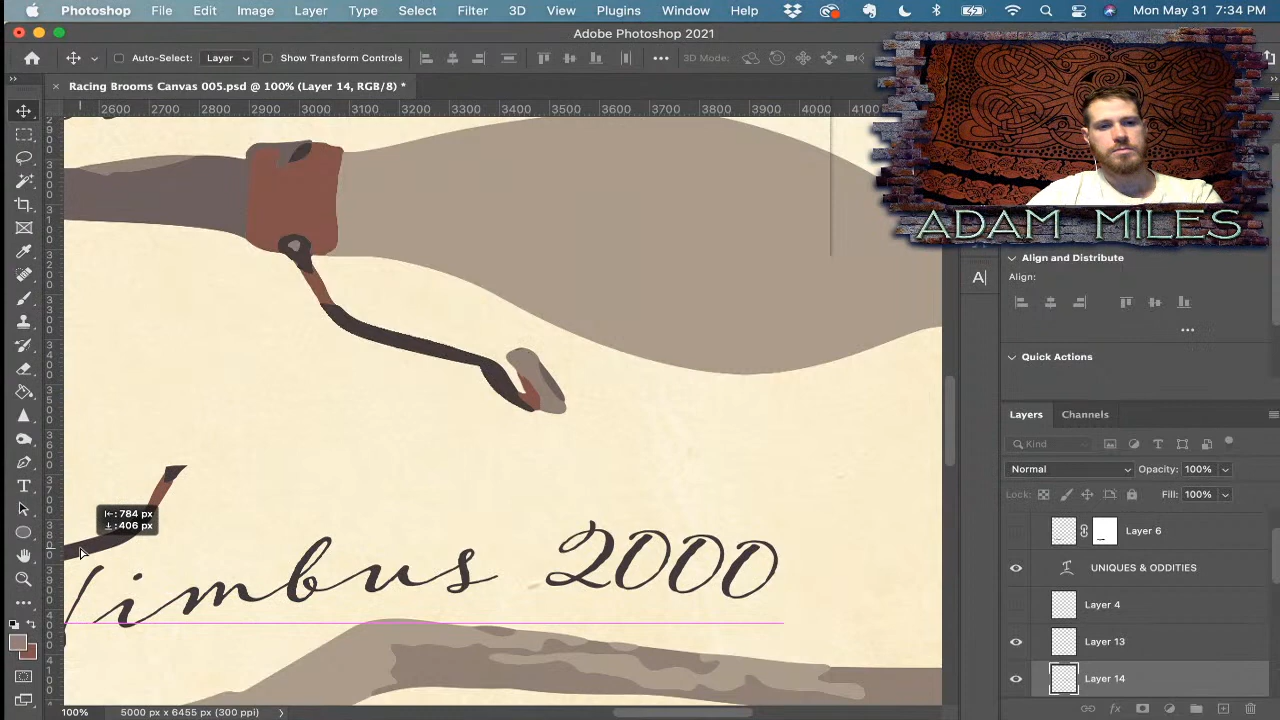 Photoshop File Edit Image Layer Type Select Filter 3D View Plugins Window Help Mon May 31 7:34 PM
Adobe Photoshop 2021
Auto-Select: Layer Show Transform Controls 3D Mode:
Racing Brooms Canvas 005.psd @ 100% (Layer 14, RGB/8) *
2600 2700 2800 2900 3000 3100 3200 3300 3400 3500 3600 3700 3800 3900 4000 4100
ADAM MILES
Align and Distribute
Align:
Quick Actions
Layers Channels
Kind
Normal Opacity: 100%
Lock: Fill: 100%
Layer 6
UNIQUES & ODDITIES
Layer 4
Layer 13
Layer 14
: 784 px
: 406 px
Nimbus 2000
100% 5000 px x 6455 px (300 ppi)